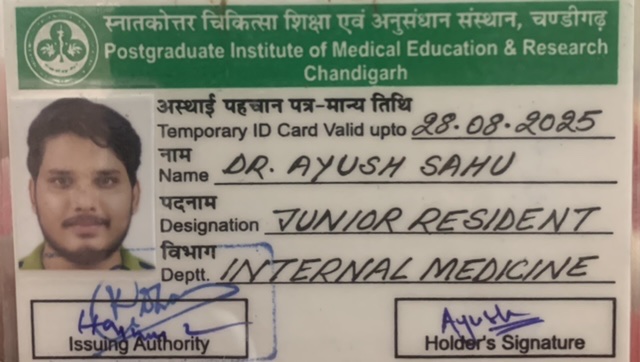 स्नातकोत्तर चिकित्सा शिक्षा एवं अनुसंधान संस्थान, चण्डीगढ़
Postgraduate Institute of Medical Education & Research
Chandigarh
अस्थाई पहचान पत्र-मान्य तिथि
Temporary ID Card Valid upto 28.08.2025
नाम
Name DR. AYUSH SAHU
पदनाम
Designation JUNIOR RESIDENT
विभाग
Deptt. INTERNAL MEDICINE
Ayush
Issuing Authority Holder's Signature